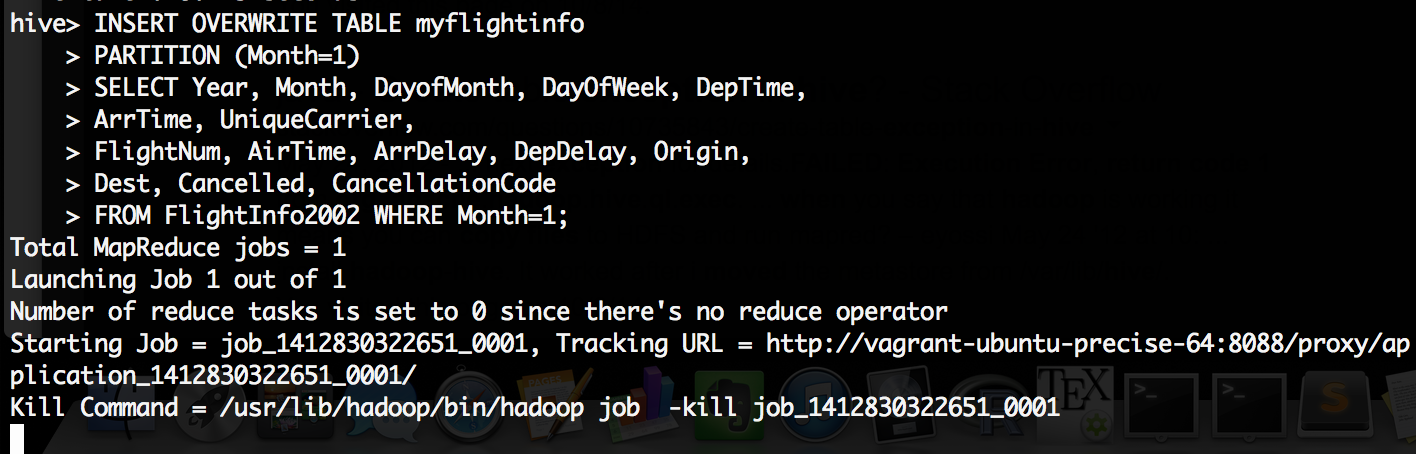 hive> INSERT OVERWRITE TABLE myflightinfo
    > PARTITION (Month=1)
    > SELECT Year, Month, DayofMonth, DayOfWeek, DepTime,
    > ArrTime, UniqueCarrier,
    > FlightNum, AirTime, ArrDelay, DepDelay, Origin,
    > Dest, Cancelled, CancellationCode
    > FROM FlightInfo2002 WHERE Month=1;
Total MapReduce jobs = 1
Launching Job 1 out of 1
Number of reduce tasks is set to 0 since there's no reduce operator
Starting Job = job_1412830322651_0001, Tracking URL = http://vagrant-ubuntu-precise-64:8088/proxy/ap
plication_1412830322651_0001/
Kill Command = /usr/lib/hadoop/bin/hadoop job  -kill job_1412830322651_0001